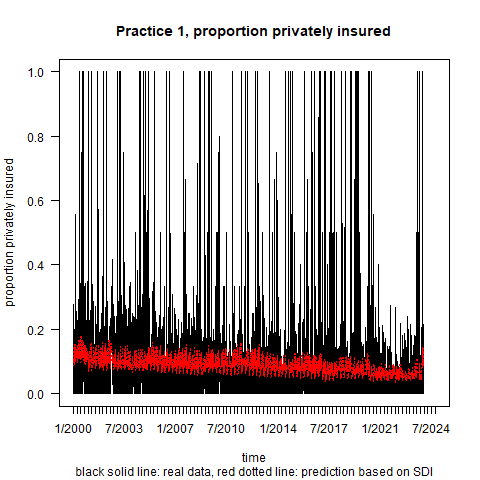 Practice 1, proportion privately insured
proportion privately insured
1.0
0.8
0.6
0.4
0.2
0.0
1/2000 7/2003 1/2007 7/2010 1/2014 7/2017 1/2021 7/2024
time
black solid line: real data, red dotted line: prediction based on SDI